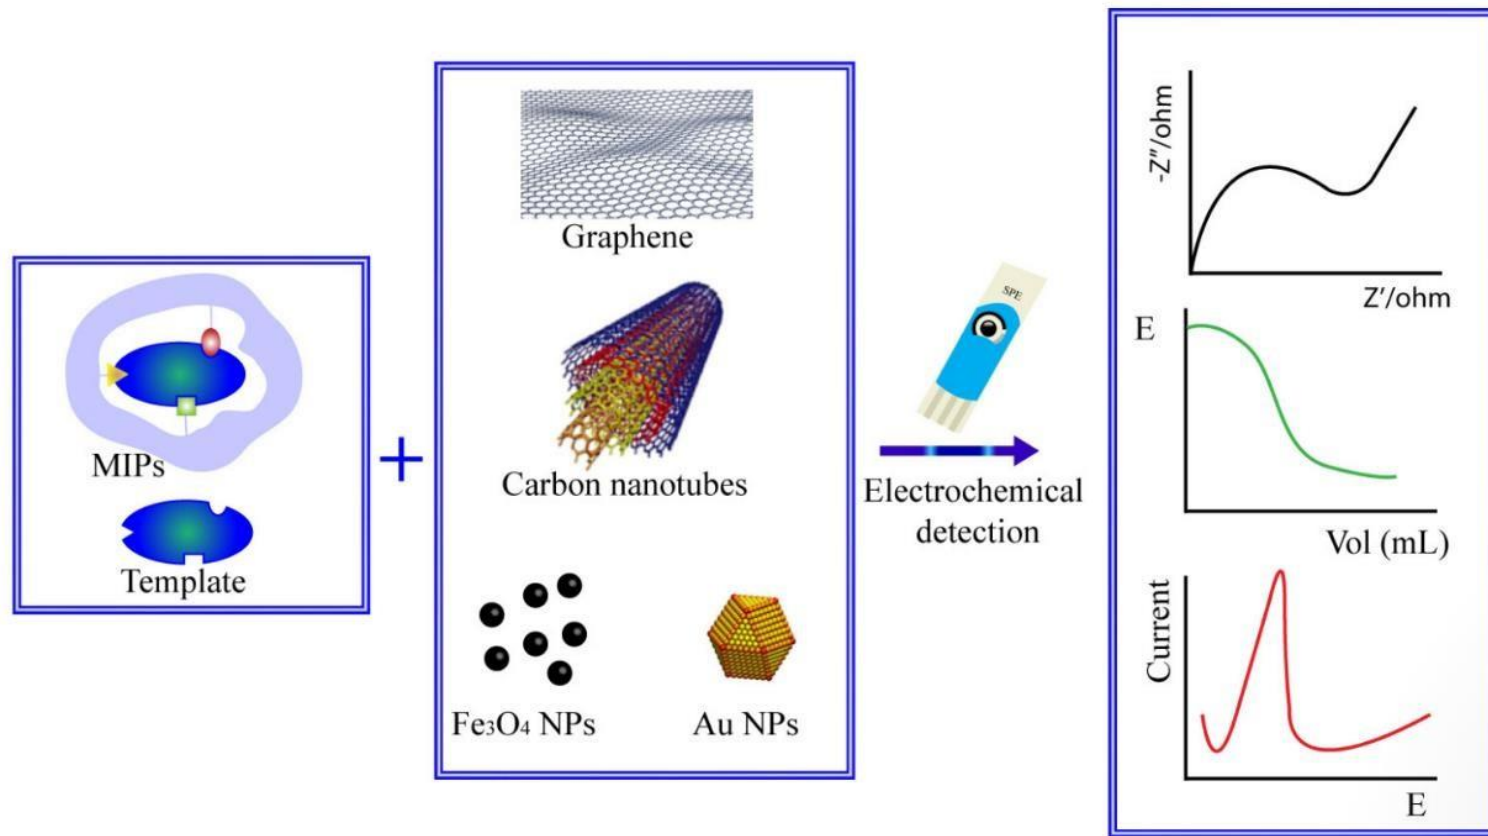 MIPs
Template
+
Graphene
Carbon nanotubes
Fe₃O₄ NPs
Au NPs
SPE
Electrochemical
detection
-Z"/ohm
Z'/ohm
E
Vol (mL)
Current
E